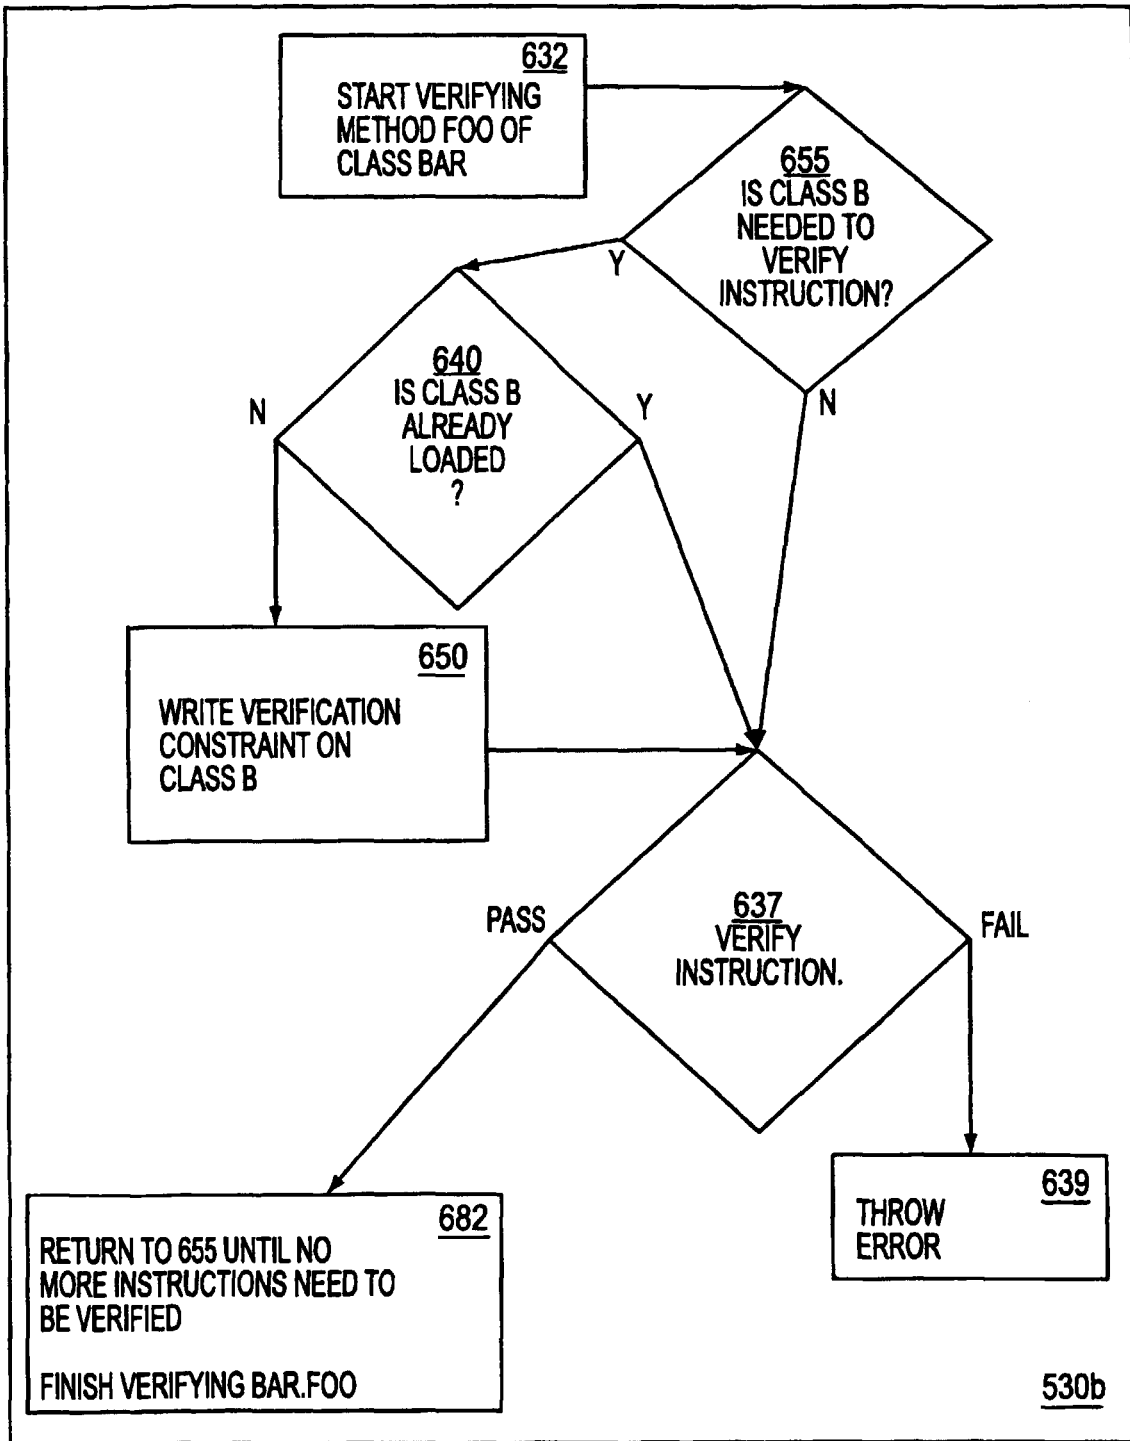 632
START VERIFYING
METHOD FOO OF
CLASS BAR
655
IS CLASS B
NEEDED TO
VERIFY
INSTRUCTION?
Y
N
640
IS CLASS B
ALREADY
LOADED
?
N
Y
650
WRITE VERIFICATION
CONSTRAINT ON
CLASS B
637
VERIFY
INSTRUCTION.
PASS
FAIL
639
THROW
ERROR
682
RETURN TO 655 UNTIL NO
MORE INSTRUCTIONS NEED TO
BE VERIFIED
FINISH VERIFYING BAR.FOO
530b